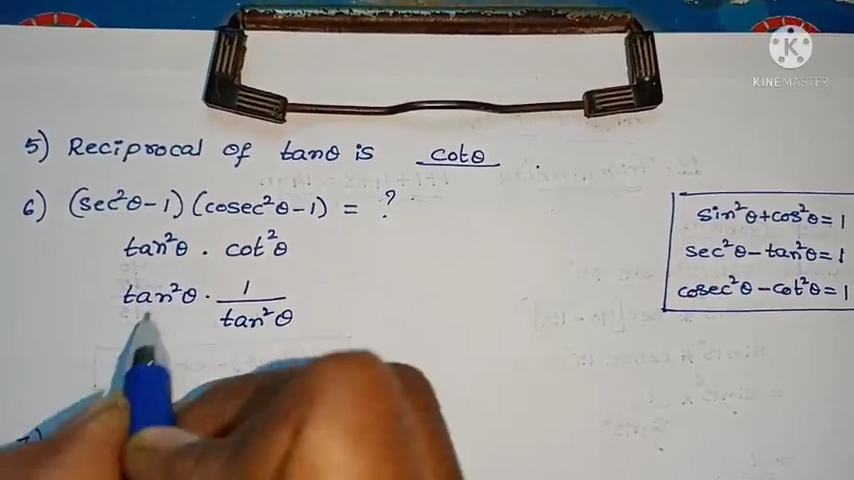 K
KINEMASTER
5) Reciprocal of tanθ is cotθ.
6) (sec²θ-1)(cosec²θ-1) = ?
tan²θ . cot²θ
tan²θ . 1/tan²θ
sin²θ+cos²θ=1
sec²θ-tan²θ=1
cosec²θ-cot²θ=1